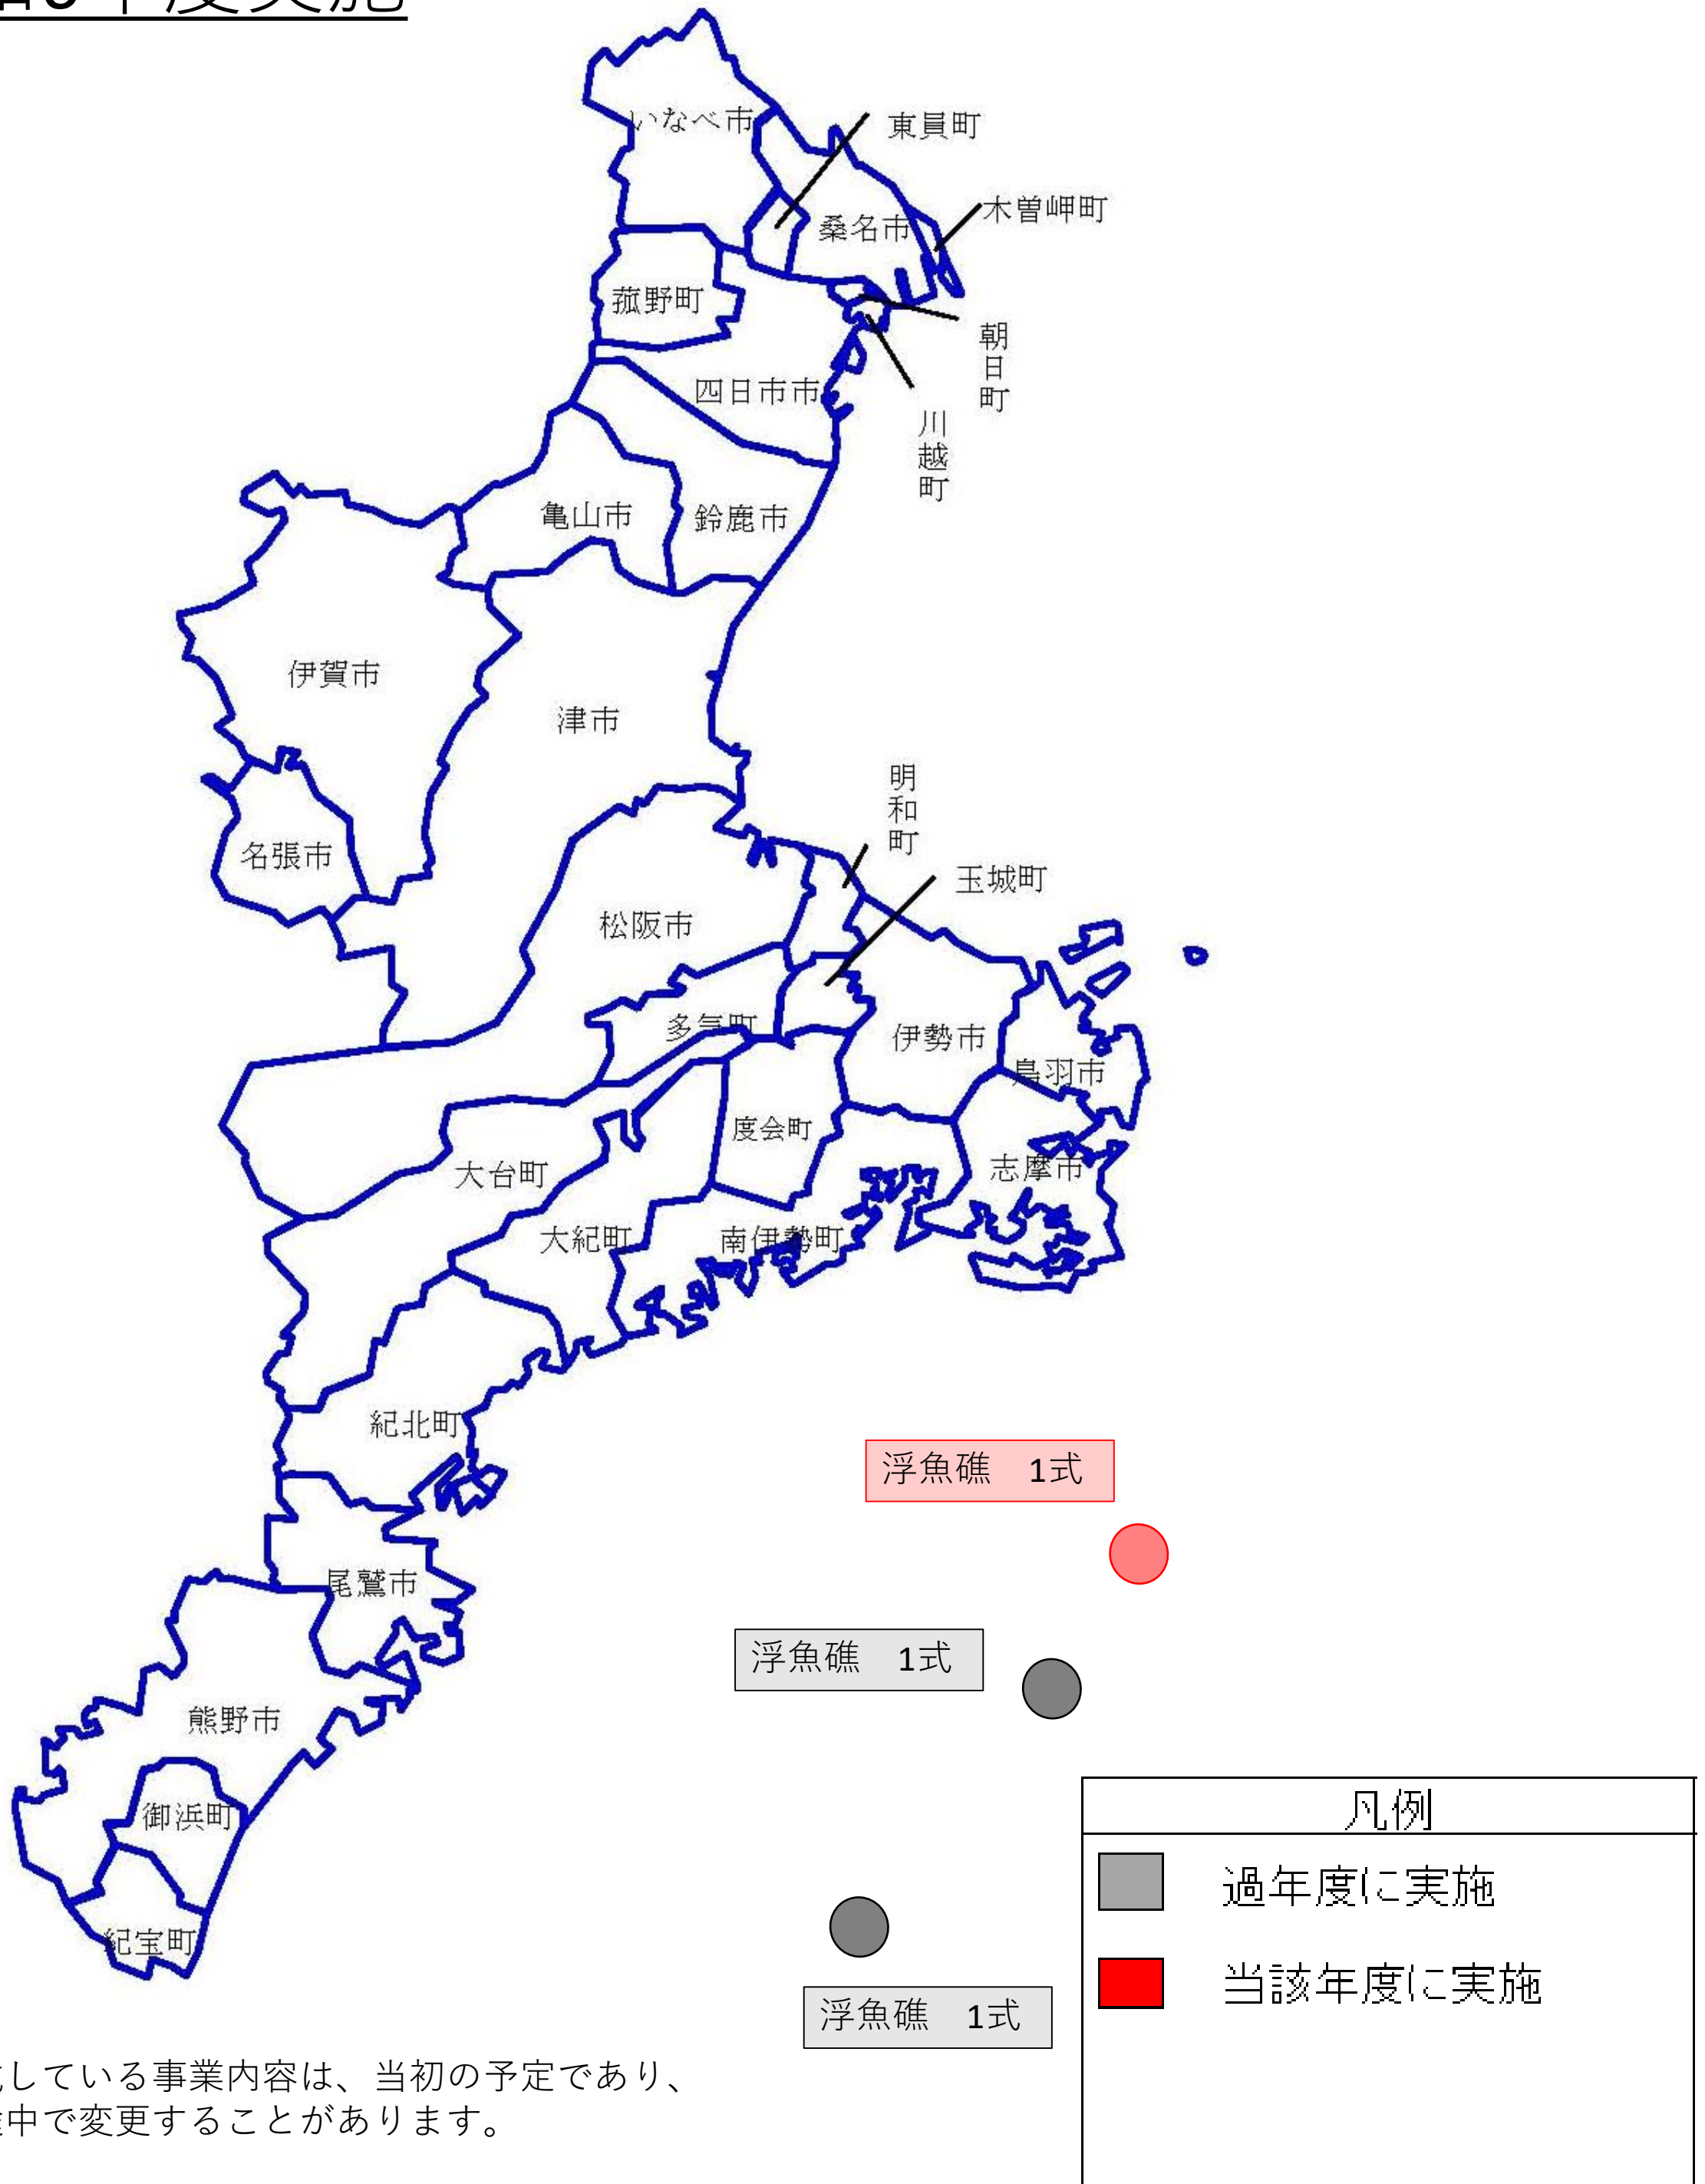 年度実施
いなべ市
東員町
木曽岬町
桑名市
菰野町
朝日町
四日市市
川越町
亀山市
鈴鹿市
伊賀市
津市
明和町
名張市
玉城町
松阪市
多気町
伊勢市
鳥羽市
度会町
志摩市
大台町
大紀町
南伊勢町
紀北町
浮魚礁　1式
尾鷲市
浮魚礁　1式
熊野市
御浜町
凡例
過年度に実施
紀宝町
当該年度に実施
浮魚礁　1式
している事業内容は、当初の予定であり、
中で変更することがあります。